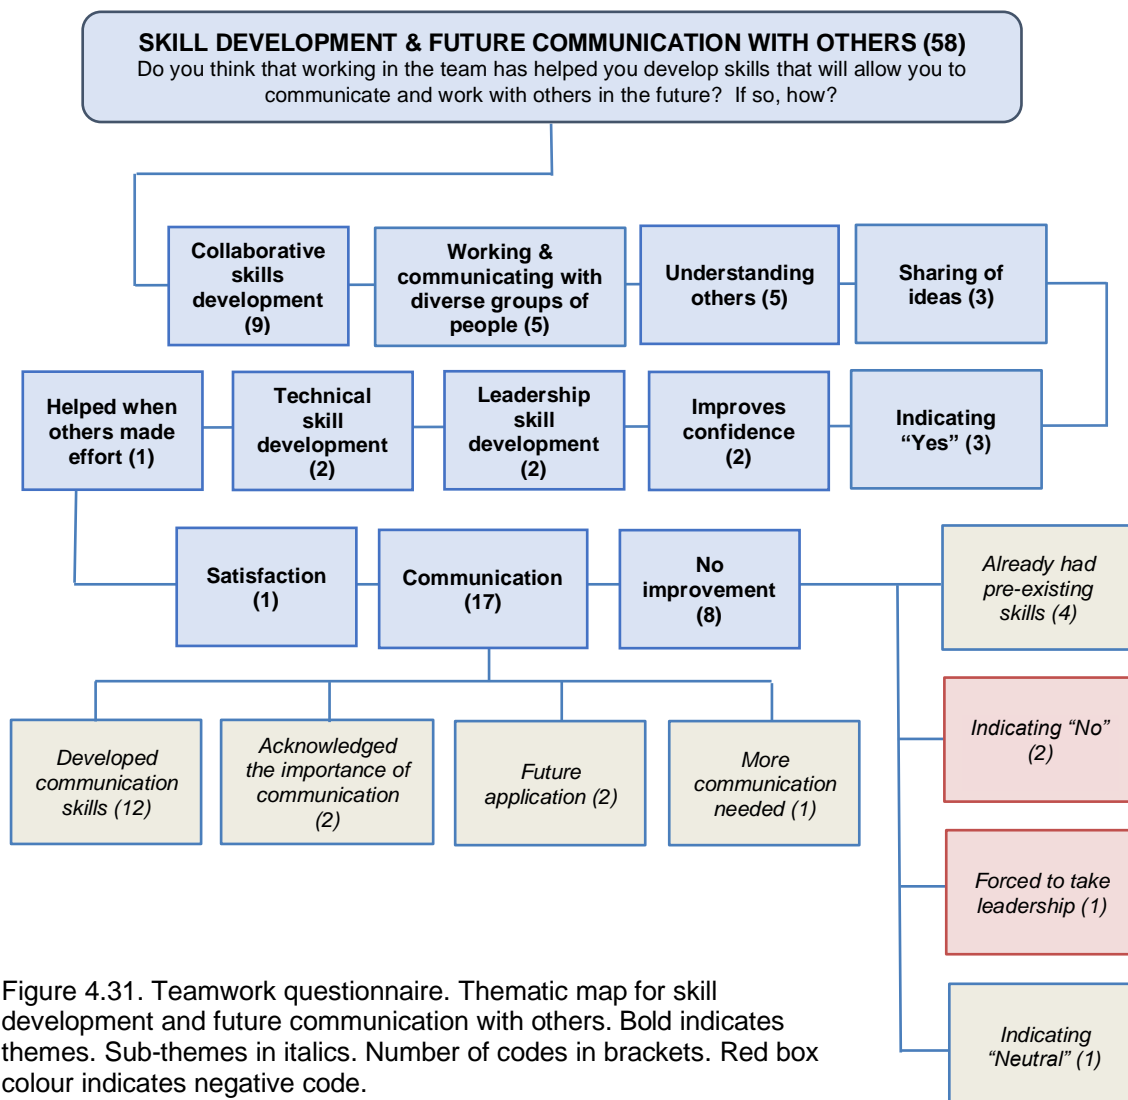 SKILL DEVELOPMENT & FUTURE COMMUNICATION WITH OTHERS (58)
Do you think that working in the team has helped you develop skills that will allow you to
communicate and work with others in the future? If so, how?
Collaborative
skills
development
(9)
Working &
communicating with
diverse groups of
people (5)
Understanding
others (5)
Sharing of
ideas (3)
Helped when
others made
effort (1)
Technical
skill
development
(2)
Leadership
skill
development
(2)
Improves
confidence
(2)
Indicating
“Yes” (3)
Satisfaction
(1)
Communication
(17)
No
improvement
(8)
Already had
pre-existing
skills (4)
Indicating “No”
(2)
Forced to take
leadership (1)
Indicating
“Neutral” (1)
Developed
communication
skills (12)
Acknowledged
the importance of
communication
(2)
Future
application (2)
More
communication
needed (1)
Figure 4.31. Teamwork questionnaire. Thematic map for skill
development and future communication with others. Bold indicates
themes. Sub-themes in italics. Number of codes in brackets. Red box
colour indicates negative code.